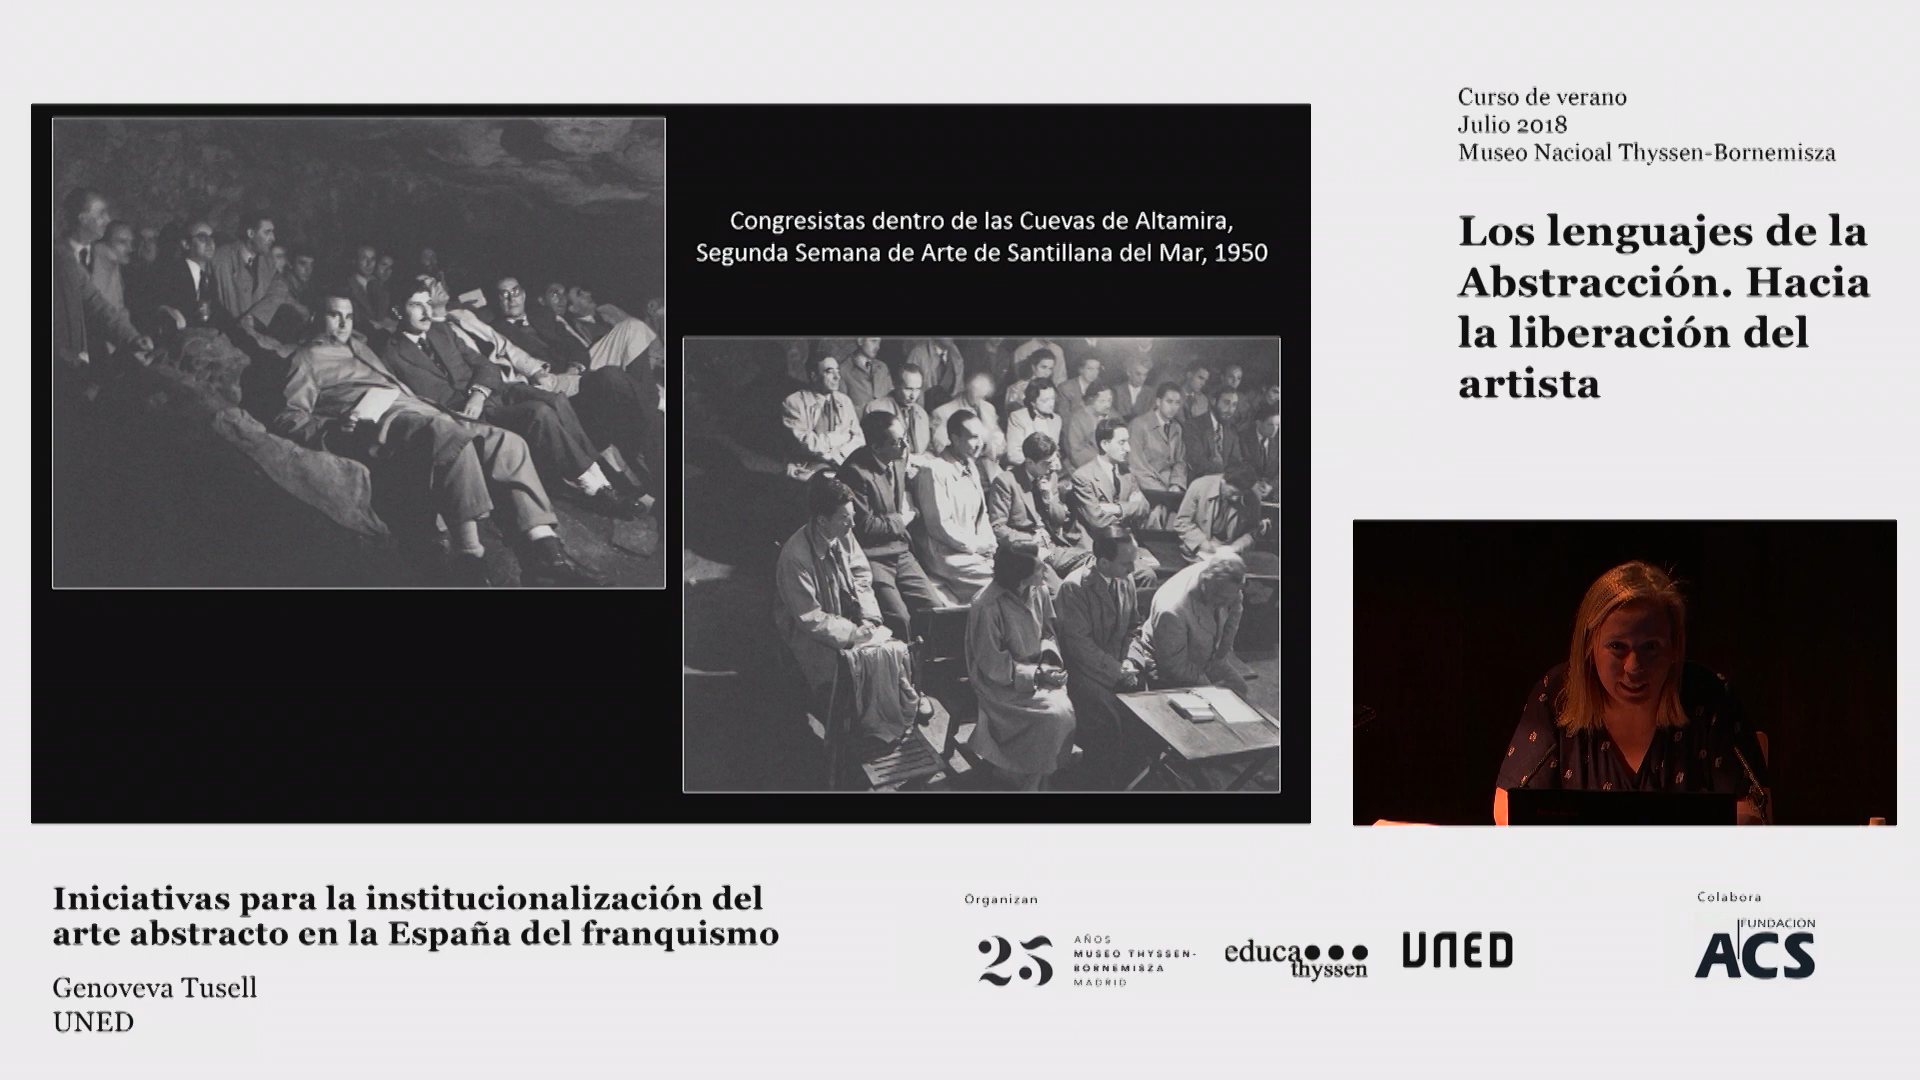 Curso de verano
Julio 2018
Museo Nacioal Thyssen-Bornemisza
Los lenguajes de la
Abstracción. Hacia
la liberación del
artista
Congresistas dentro de las Cuevas de Altamira,
Segunda Semana de Arte de Santillana del Mar, 1950
Iniciativas para la institucionalización del
arte abstracto en la España del franquismo
Genoveva Tusell
UNED
Organizan
25 AÑOS
MUSEO THYSSEN-
BORNEMISZA
MADRID
educa
thyssen
UNED
Colabora
FUNDACIÓN
ACS